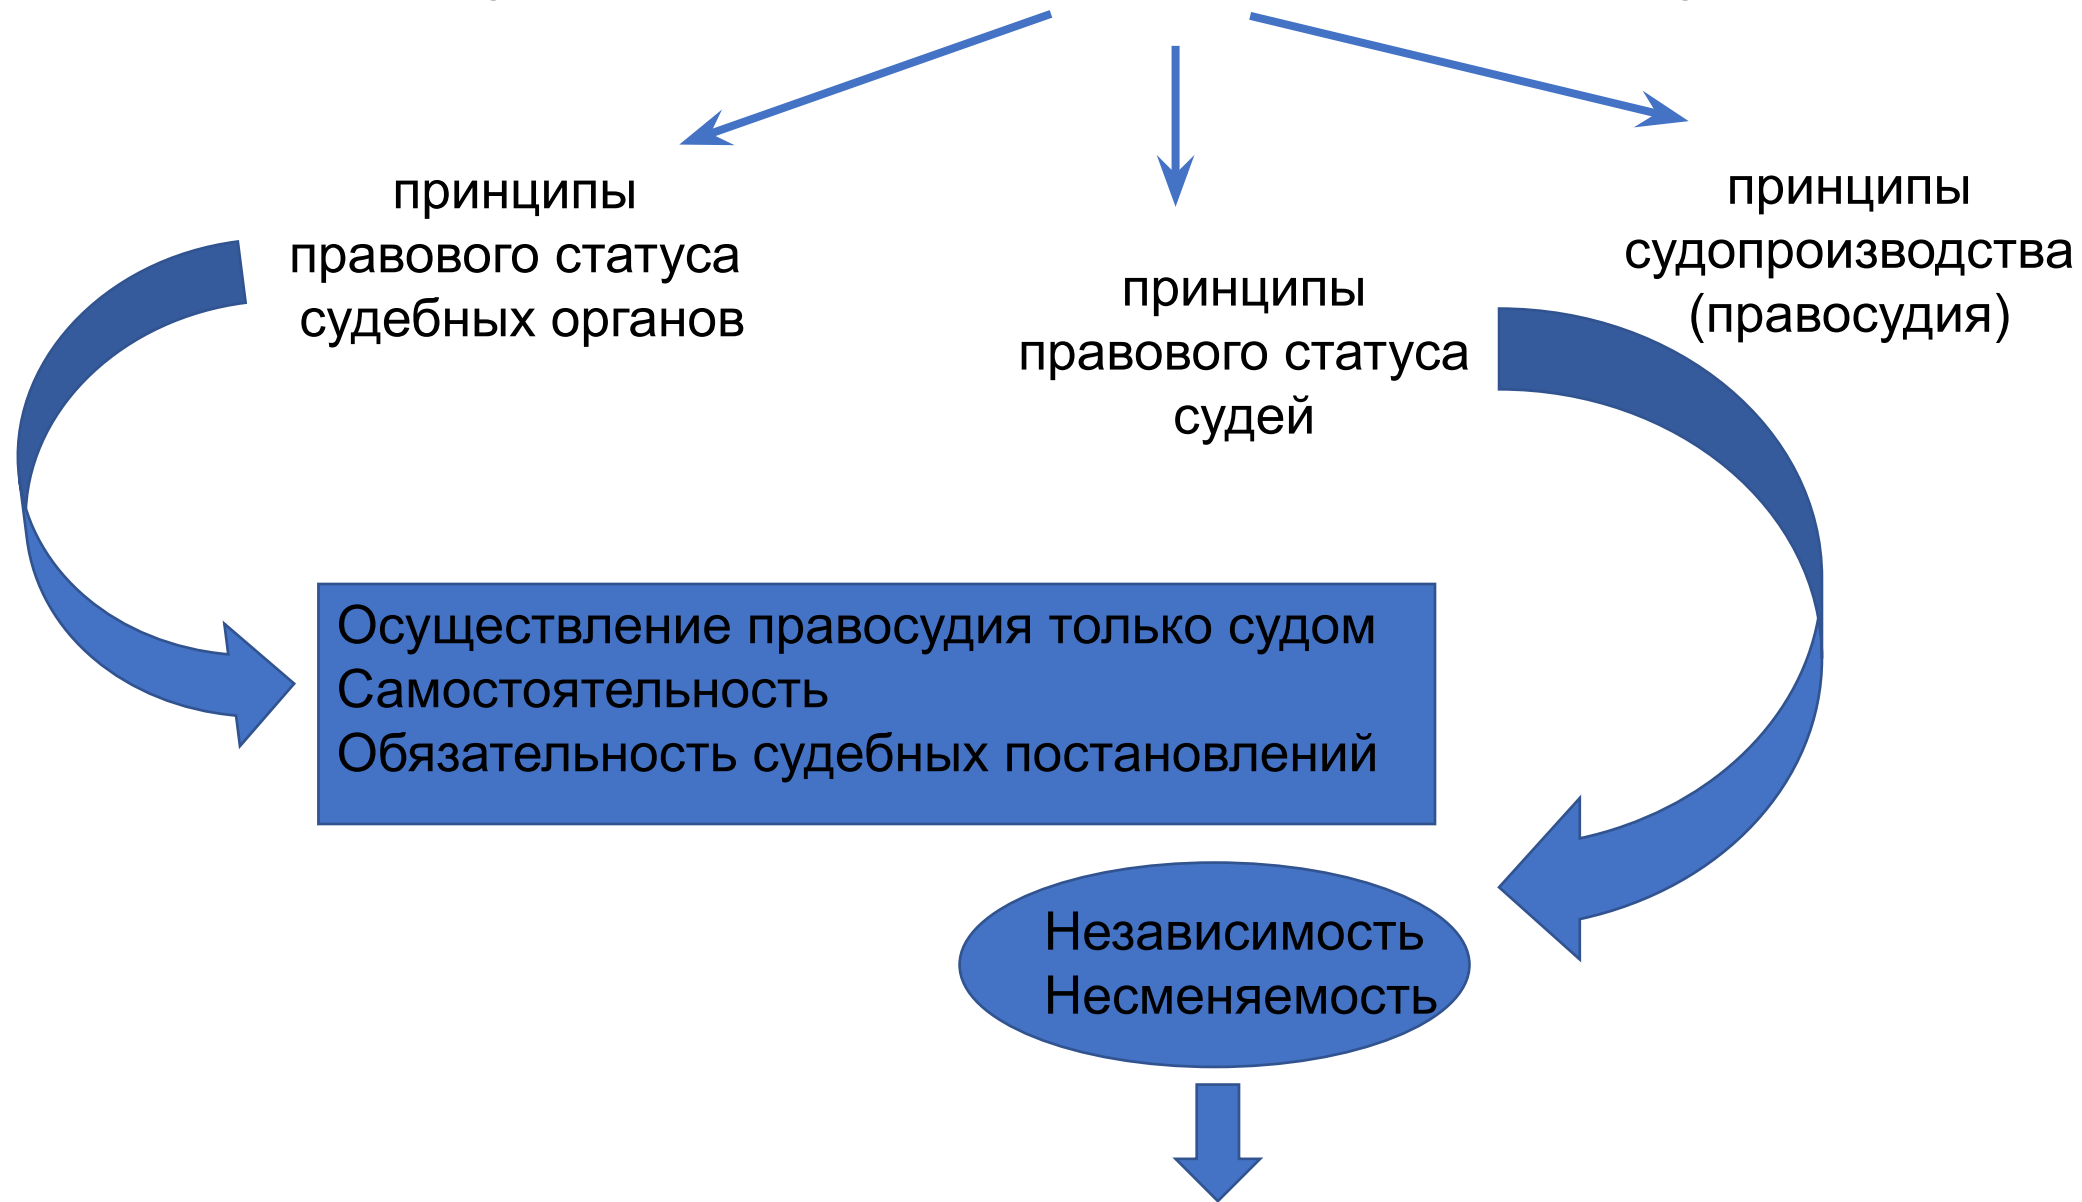 принципы
правового статуса
судебных органов
принципы
правового статуса
судей
принципы
судопроизводства
(правосудия)
Осуществление правосудия только судом
Самостоятельность
Обязательность судебных постановлений
Независимость
Несменяемость